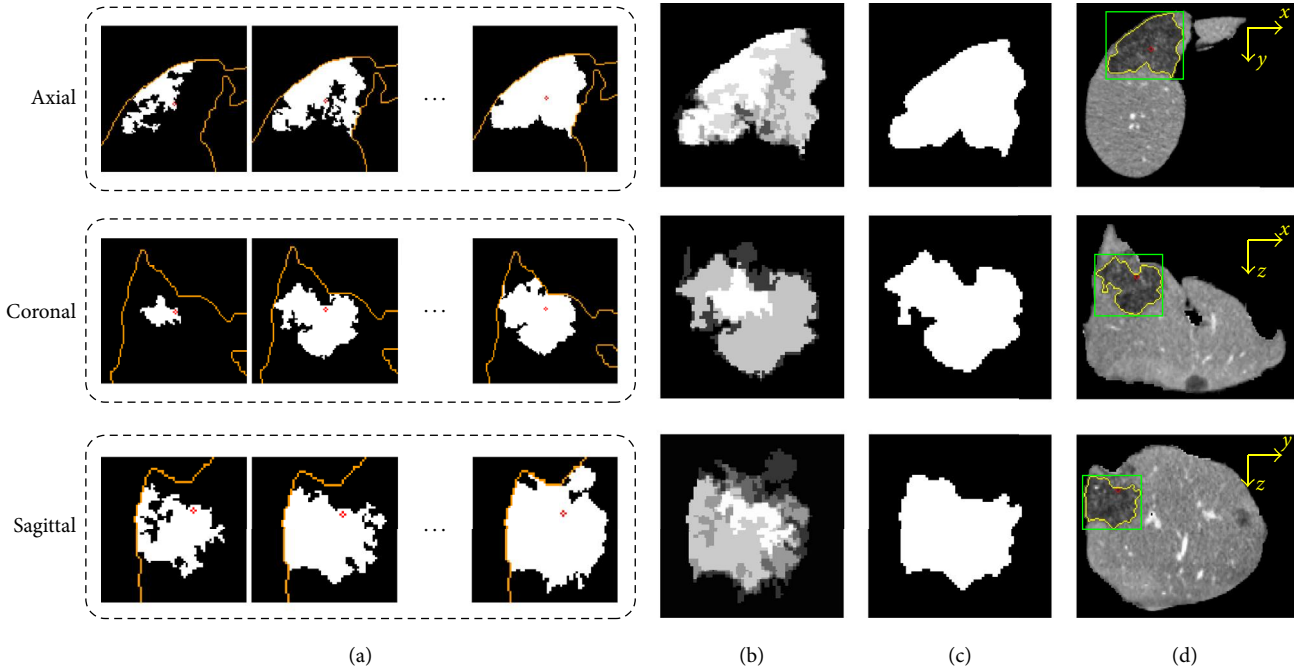 Axial
...
x
y
Coronal
...
x
z
Sagittal
...
y
z
(a)
(b)
(c)
(d)